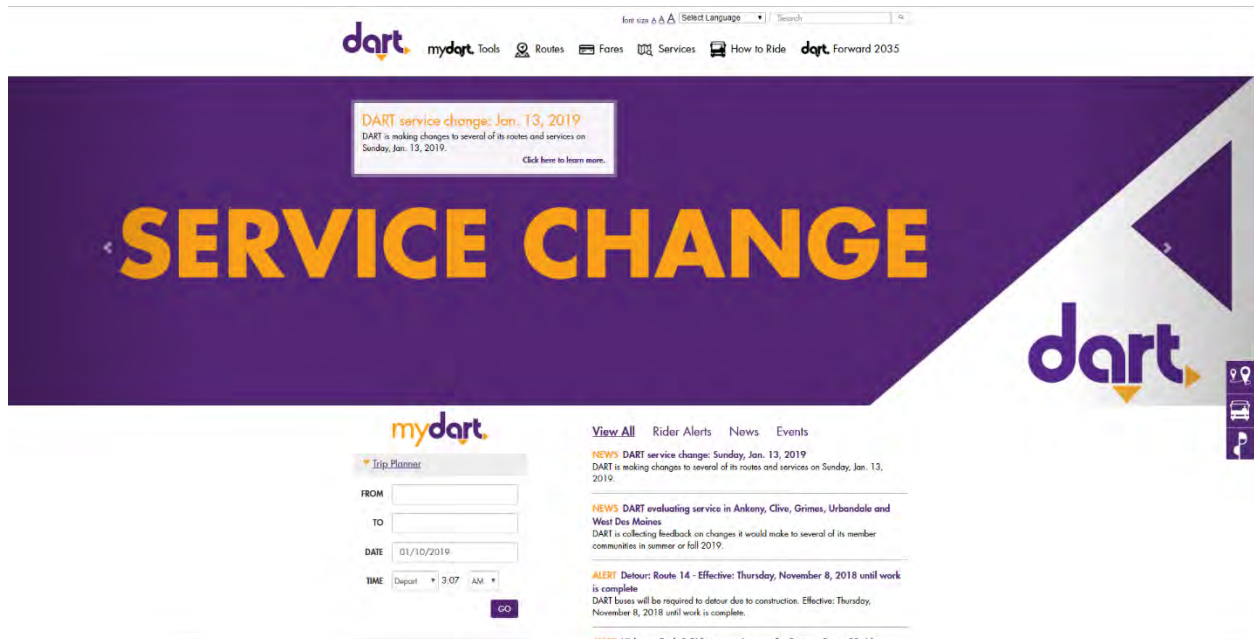 font size A A A Select Language Search
dart
mydart Tools Routes Fares Services How to Ride dart Forward 2035
DART service change: Jan. 13, 2019
DART is making changes to several of its routes and services on
Sunday, Jan. 13, 2019.
Click here to learn more.
SERVICE CHANGE
dart
mydart
Trip Planner
FROM
TO
DATE 01/10/2019
TIME Depart 3:07 AM
GO
View All Rider Alerts News Events
NEWS DART service change: Sunday, Jan. 13, 2019
DART is making changes to several of its routes and services on Sunday, Jan. 13,
2019.
NEWS DART evaluating service in Ankeny, Clive, Grimes, Urbandale and
West Des Moines
DART is collecting feedback on changes it would make to several of its member
communities in summer or fall 2019.
ALERT Detour: Route 14 - Effective: Thursday, November 8, 2018 until work
is complete
DART buses will be required to detour due to construction. Effective: Thursday,
November 8, 2018 until work is complete.